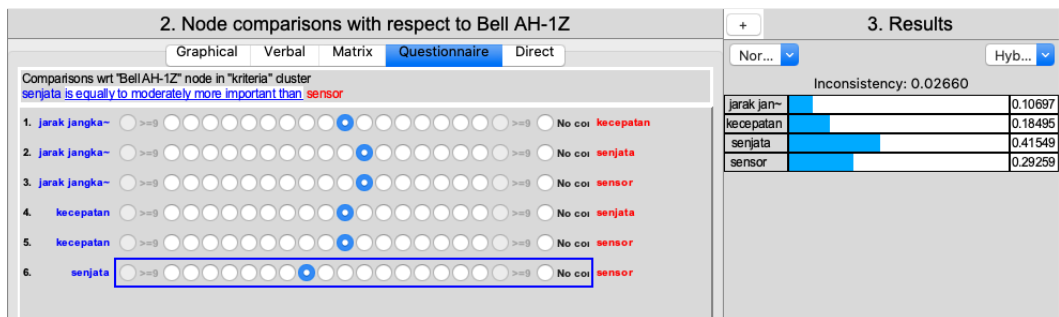 2. Node comparisons with respect to Bell AH-1Z
Graphical Verbal Matrix Questionnaire Direct
Comparisons wrt "Bell AH-1Z" node in "kriteria" cluster
senjata is equally to moderately more important than sensor
1. jarak jangka~ >=9 >=9 No coı kecepatan
2. jarak jangka~ >=9 >=9 No coı senjata
3. jarak jangka~ >=9 >=9 No coı sensor
4. kecepatan >=9 >=9 No coı senjata
5. kecepatan >=9 >=9 No coı sensor
6. senjata >=9 >=9 No coı sensor
+ 3. Results
Nor... Hyb...
Inconsistency: 0.02660
jarak jan~ 0.10697
kecepatan 0.18495
senjata 0.41549
sensor 0.29259